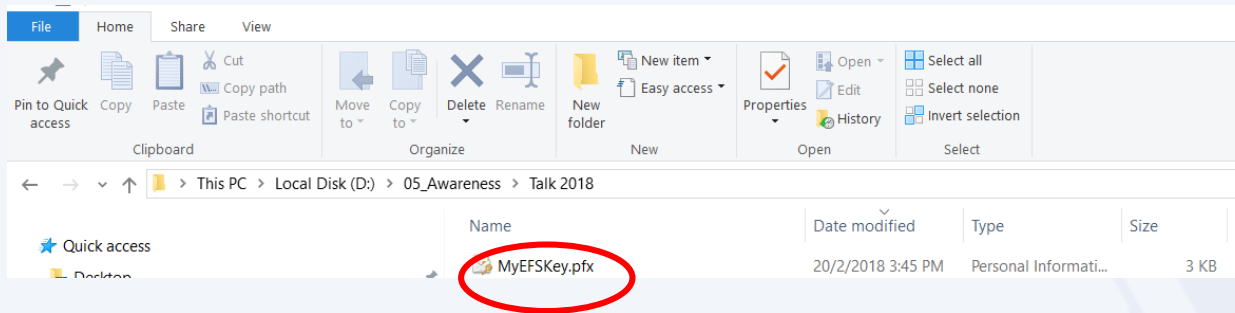 File Home Share View
Pin to Quick access
Copy
Paste
Cut
Copy path
Paste shortcut
Clipboard
Move to
Copy to
Delete
Rename
Organize
New folder
New item
Easy access
New
Properties
Open
Edit
History
Open
Select all
Select none
Invert selection
Select
This PC > Local Disk (D:) > 05_Awareness > Talk 2018
Name Date modified Type Size
Quick access
Desktop
MyEFSKey.pfx 20/2/2018 3:45 PM Personal Informati... 3 KB